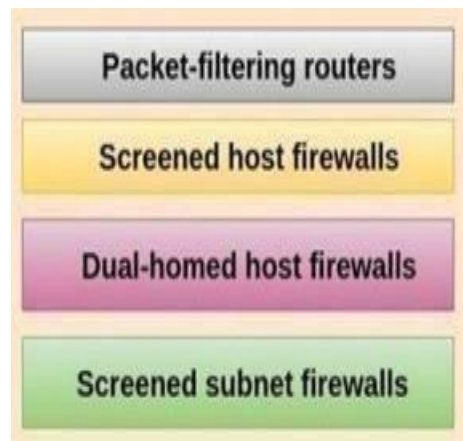 Packet-filtering routers
Screened host firewalls
Dual-homed host firewalls
Screened subnet firewalls